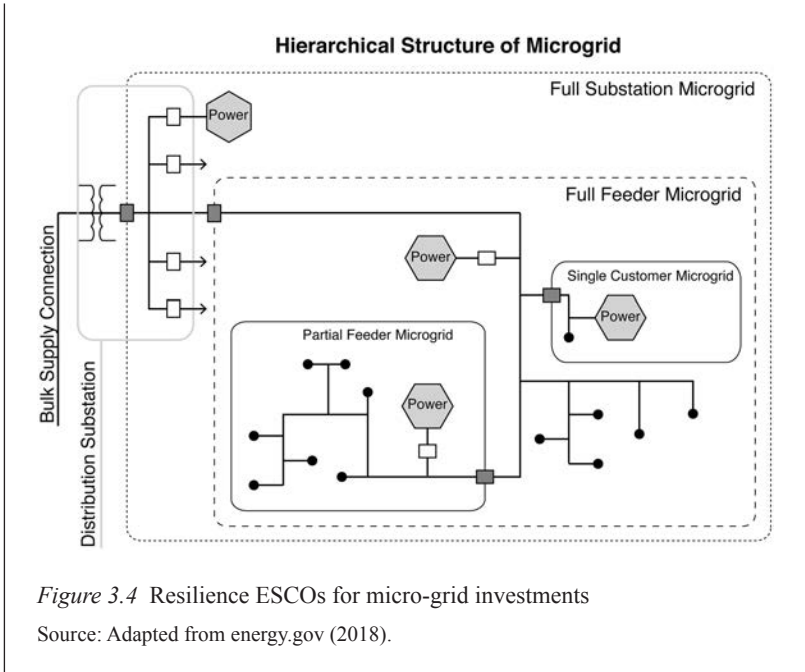 Hierarchical Structure of Microgrid
Full Substation Microgrid
Power
Full Feeder Microgrid
Power
Single Customer Microgrid
Power
Partial Feeder Microgrid
Power
Bulk Supply Connection
Distribution Substation
Figure 3.4 Resilience ESCOs for micro-grid investments
Source: Adapted from energy.gov (2018).